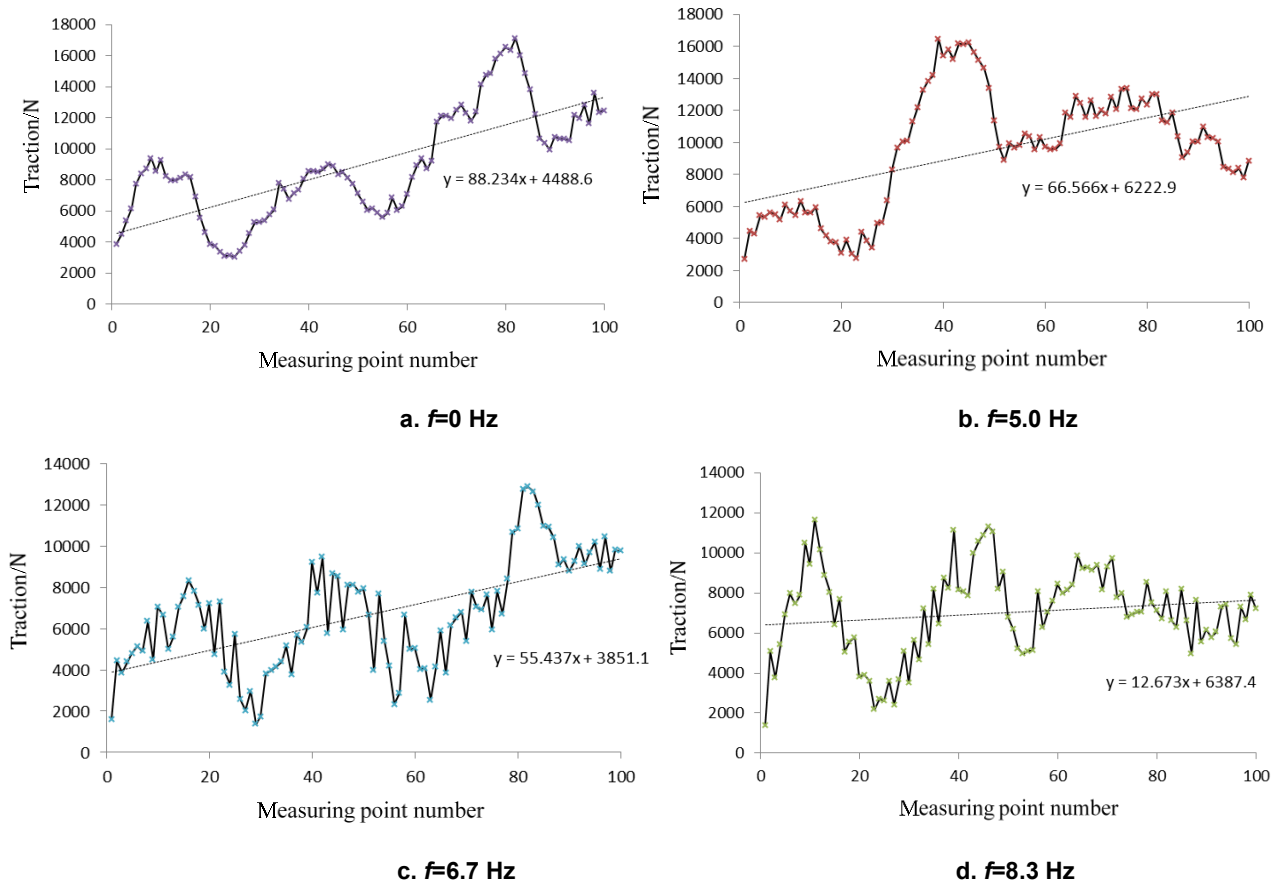 18000
16000
14000
12000
10000
8000
6000
4000
2000
0
Traction/N
y = 88.234x + 4488.6
0 20 40 60 80 100
Measuring point number
a. f=0 Hz
18000
16000
14000
12000
10000
8000
6000
4000
2000
0
Traction/N
y = 66.566x + 6222.9
0 20 40 60 80 100
Measuring point number
b. f=5.0 Hz
14000
12000
10000
8000
6000
4000
2000
0
Traction/N
y = 55.437x + 3851.1
0 20 40 60 80 100
Measuring point number
c. f=6.7 Hz
14000
12000
10000
8000
6000
4000
2000
0
Traction/N
y = 12.673x + 6387.4
0 20 40 60 80 100
Measuring point number
d. f=8.3 Hz